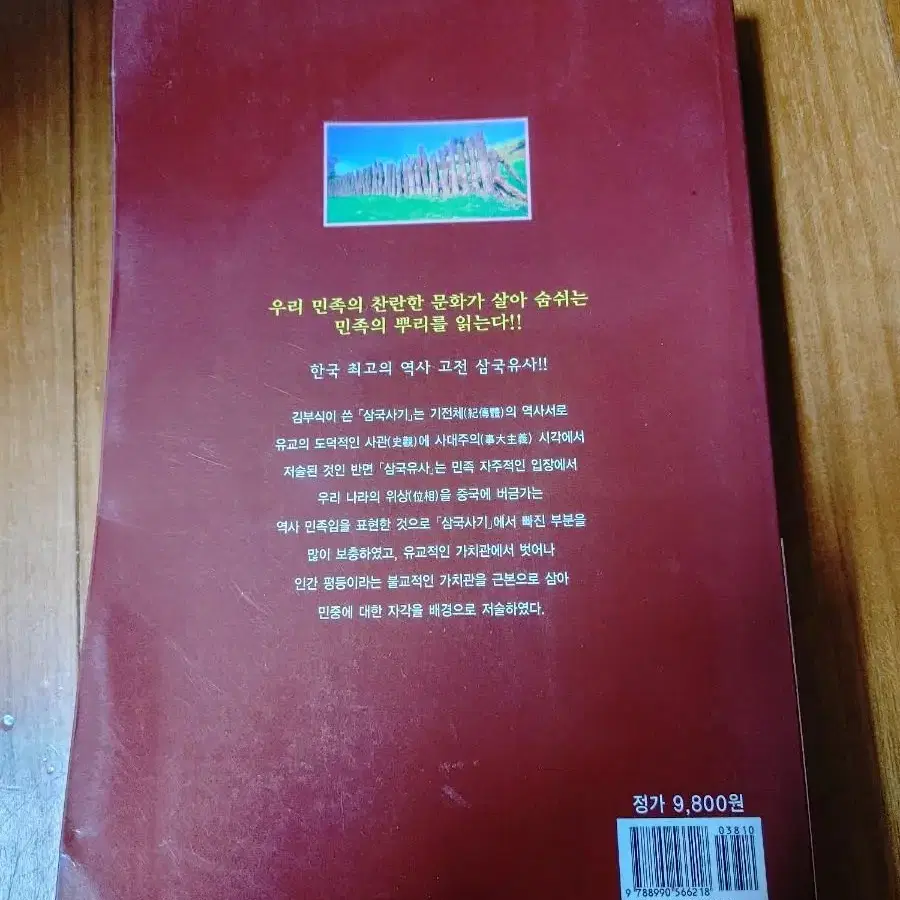 우리 민족의 찬란한 문화가 살아 숨쉬는
민족의 뿌리를 읽는다!!
한국 최고의 역사 고전 삼국유사!!
김부식이 쓴 「삼국사기」는 기전체(紀傳體)의 역사서로
유교의 도덕적인 사관(史觀)에 사대주의(事大主義) 시각에서
저술된 것인 반면 「삼국유사」는 민족 자주적인 입장에서
우리 나라의 위상(位相)을 중국에 버금가는
역사 민족임을 표현한 것으로 「삼국사기」에서 빠진 부분을
많이 보충하였고, 유교적인 가치관에서 벗어나
인간 평등이라는 불교적인 가치관을 근본으로 삼아
민중에 대한 자각을 배경으로 저술하였다.
정가 9,800원
03810
9 788990 566218